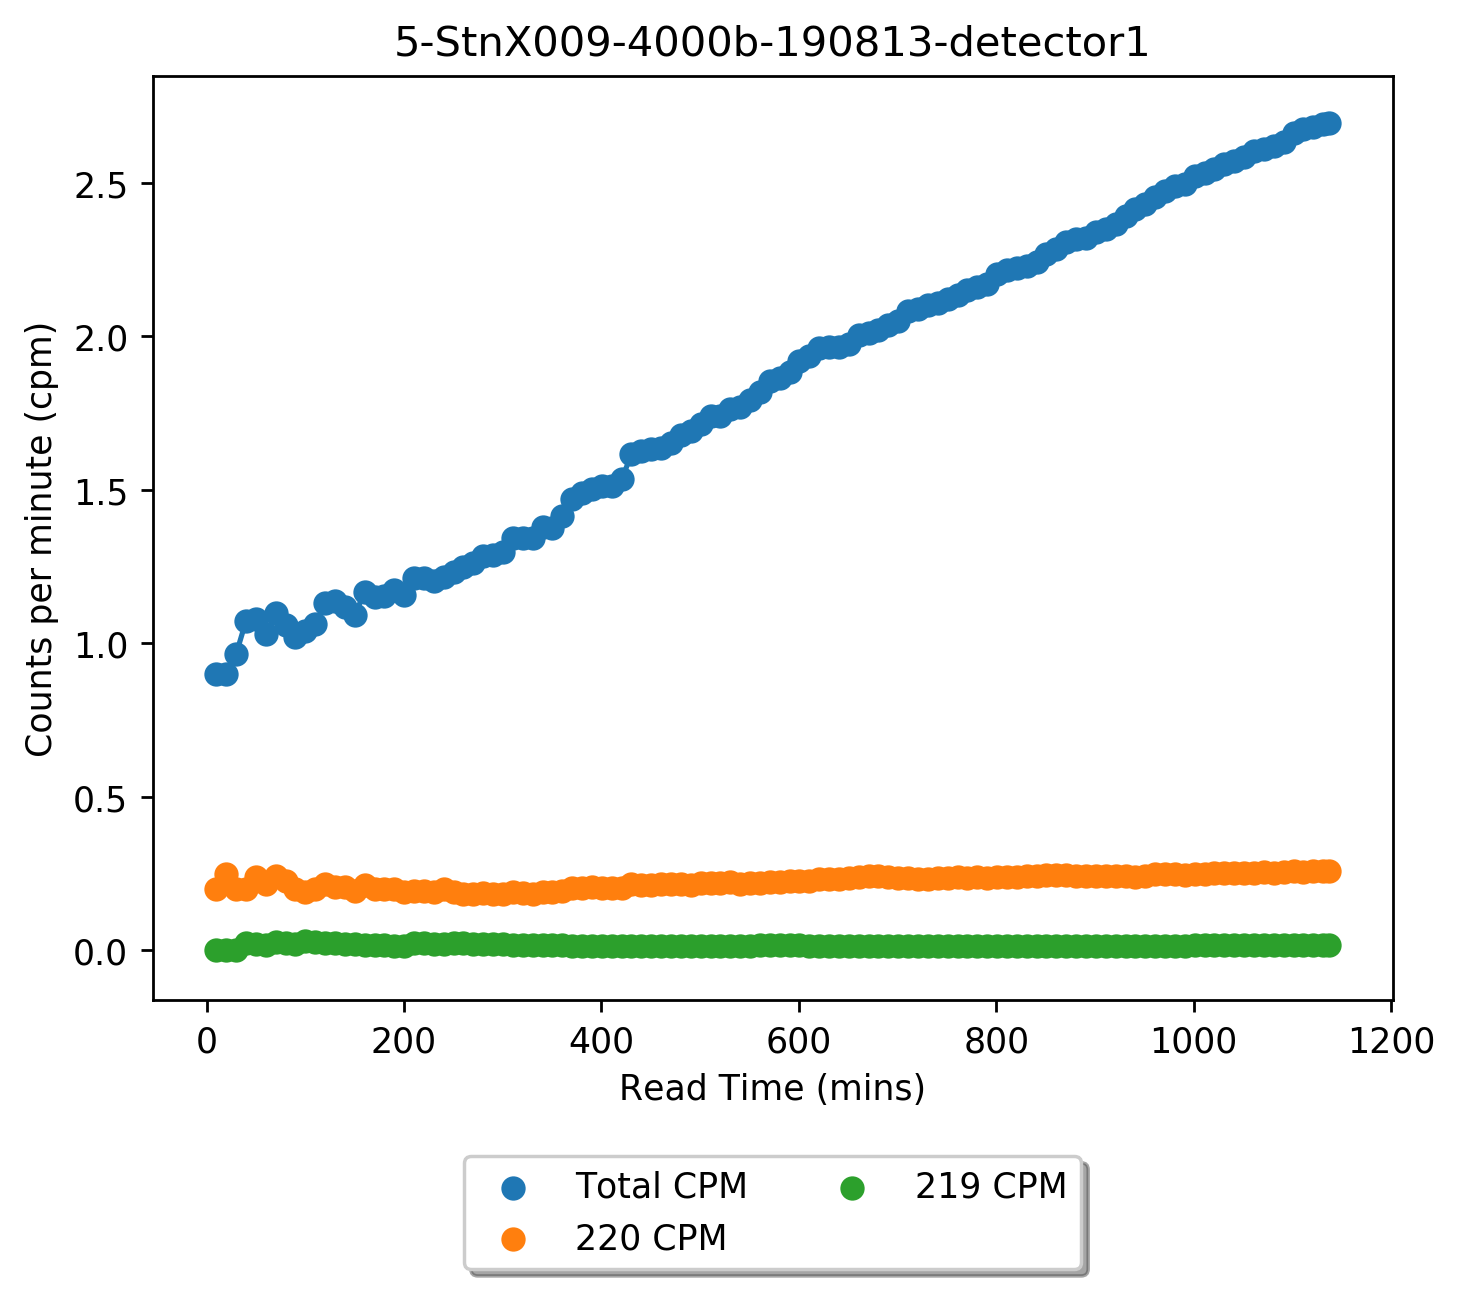 5-StnX009-4000b-190813-detector1
Counts per minute (cpm)
2.5
2.0
1.5
1.0
0.5
0.0
0 200 400 600 800 1000 1200
Read Time (mins)
Total CPM 219 CPM
220 CPM